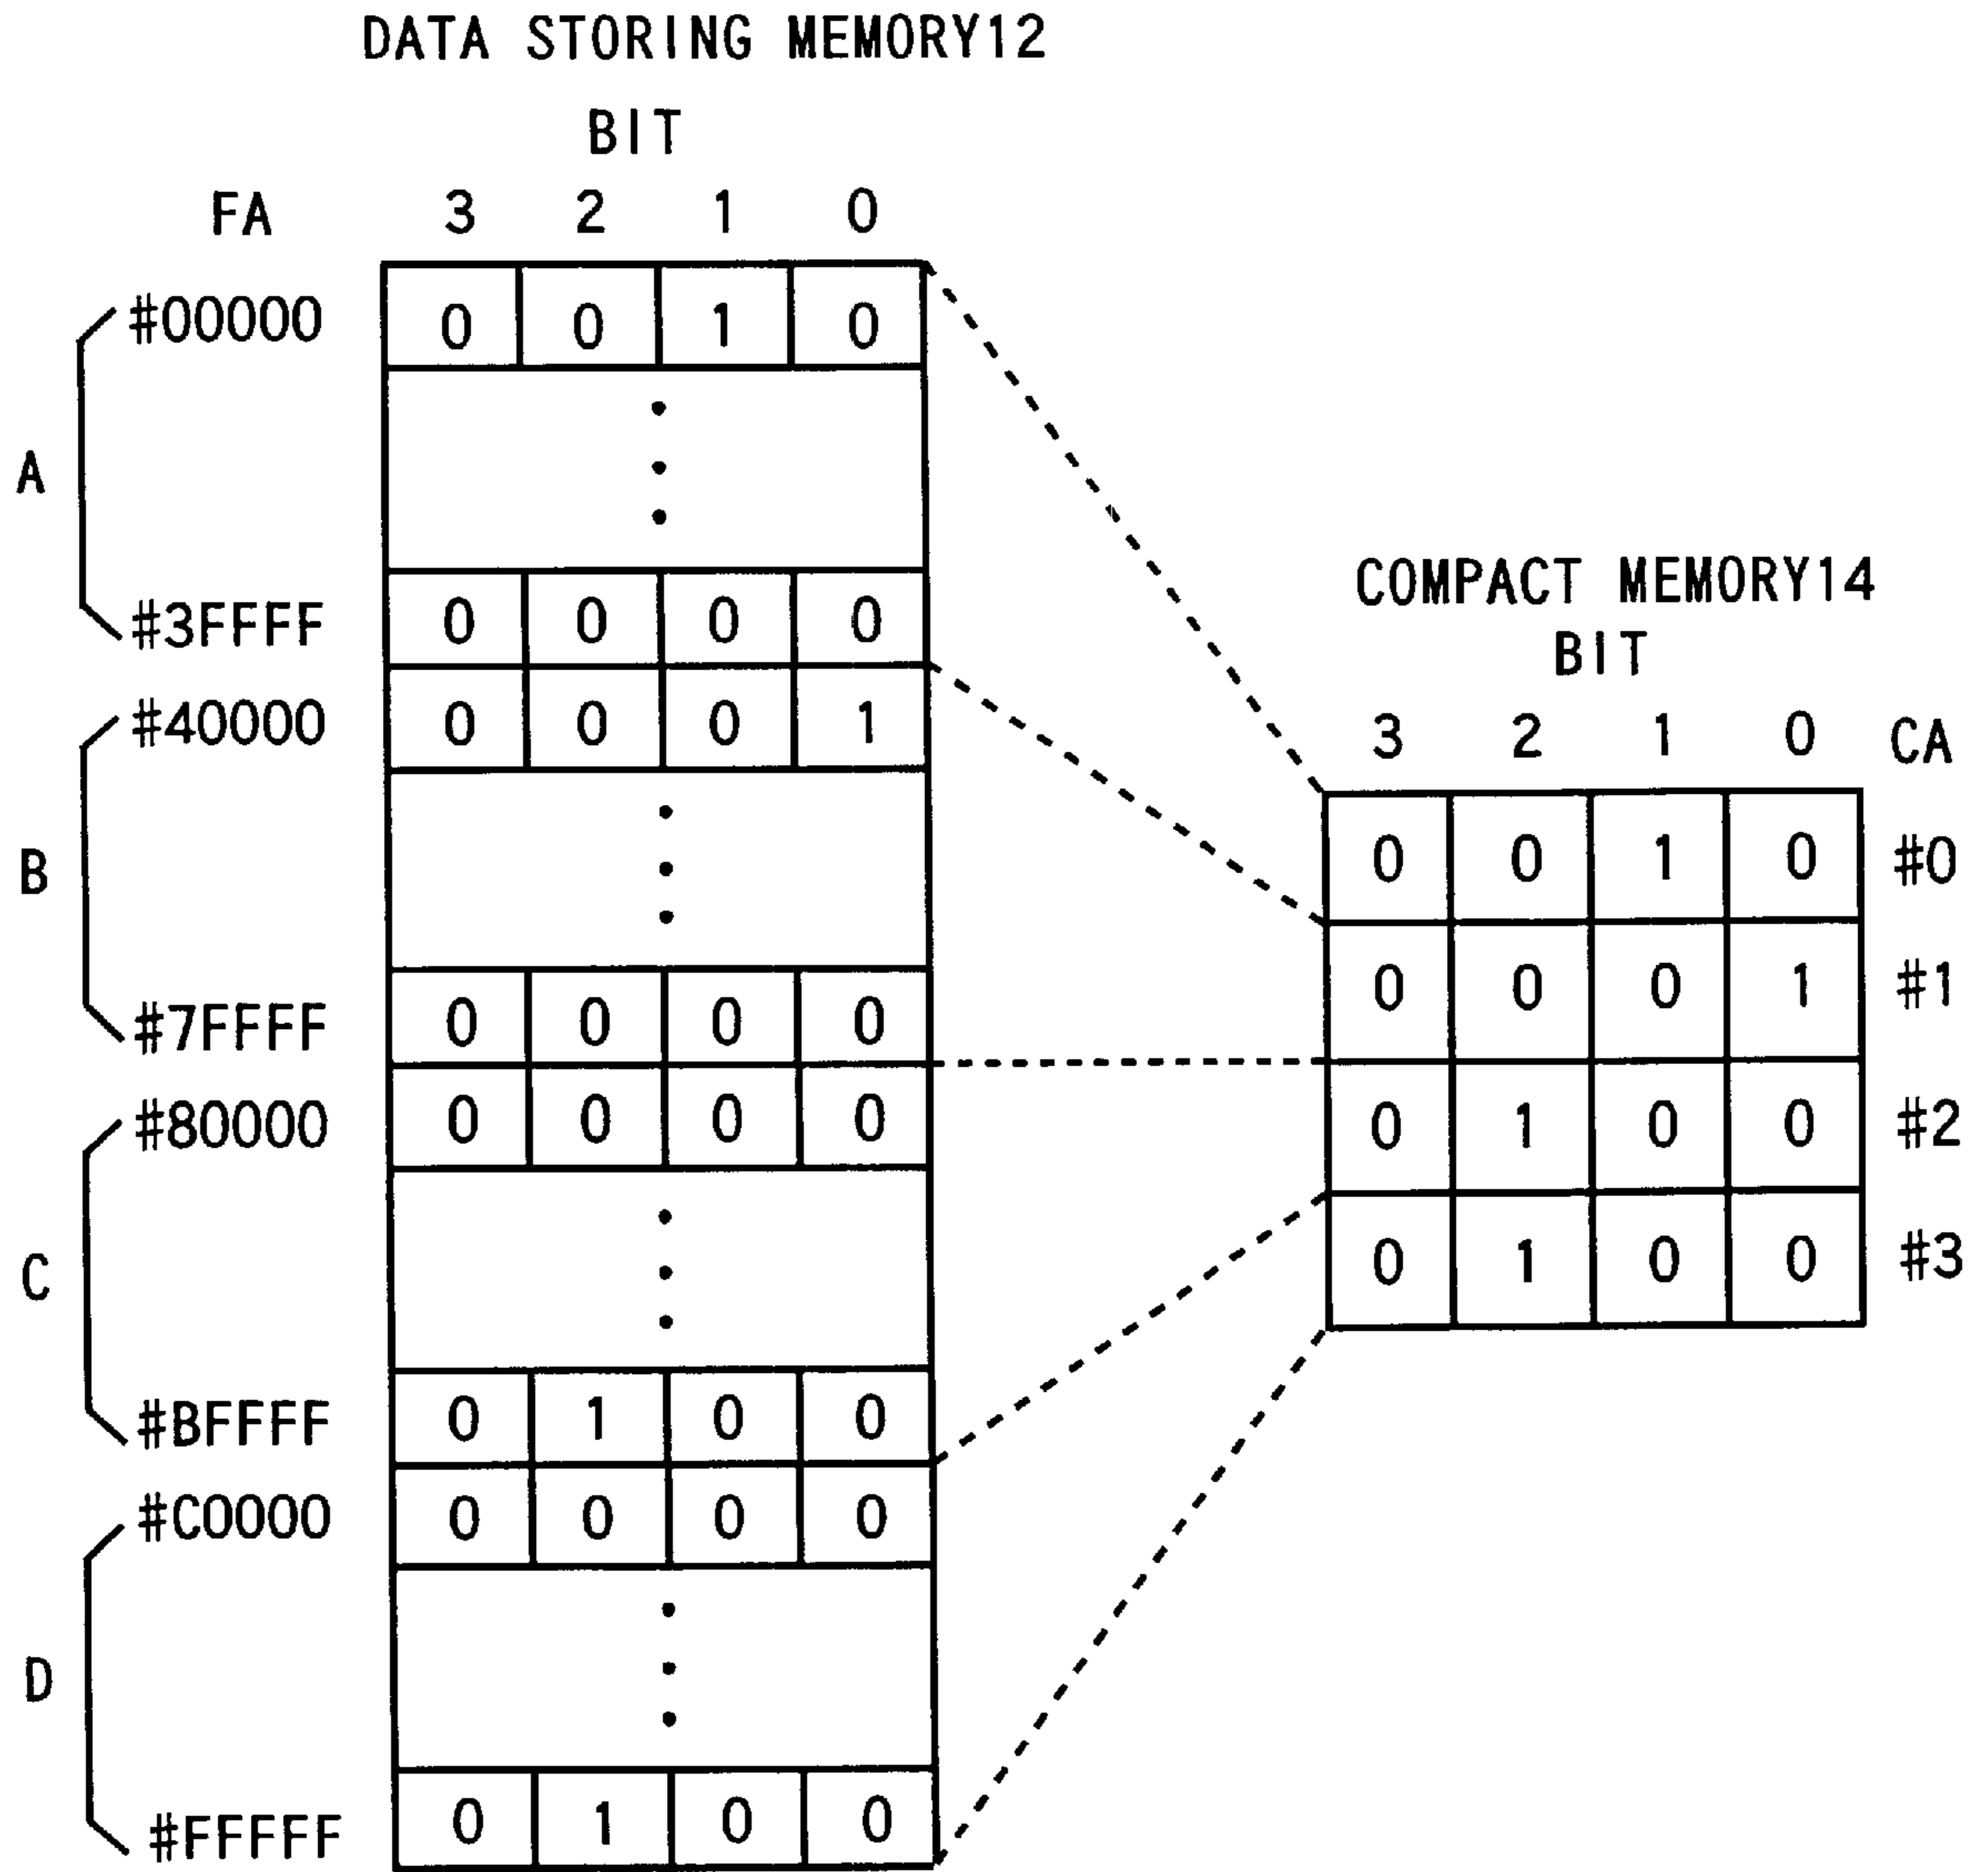 DATA STORING MEMORY12
BIT
FA 3 2 1 0
#00000 0 0 1 0
A
#3FFFF 0 0 0 0
#40000 0 0 0 1
B
#7FFFF 0 0 0 0
#80000 0 0 0 0
C
#BFFFF 0 1 0 0
#C0000 0 0 0 0
D
#FFFFF 0 1 0 0
COMPACT MEMORY14
BIT
3 2 1 0 CA
0 0 1 0 #0
0 0 0 1 #1
0 1 0 0 #2
0 1 0 0 #3